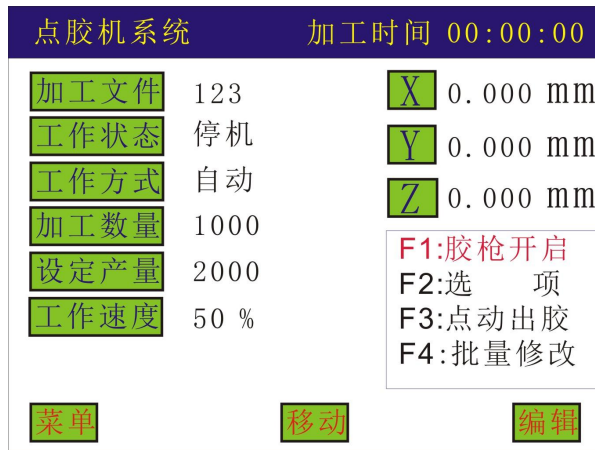 点胶机系统 加工时间 00:00:00
加工文件 123 X 0.000 mm
工作状态 停机 Y 0.000 mm
工作方式 自动 Z 0.000 mm
加工数量 1000
设定产量 2000
工作速度 50 %
F1:胶枪开启
F2:选 项
F3:点动出胶
F4:批量修改
菜单 移动 编辑